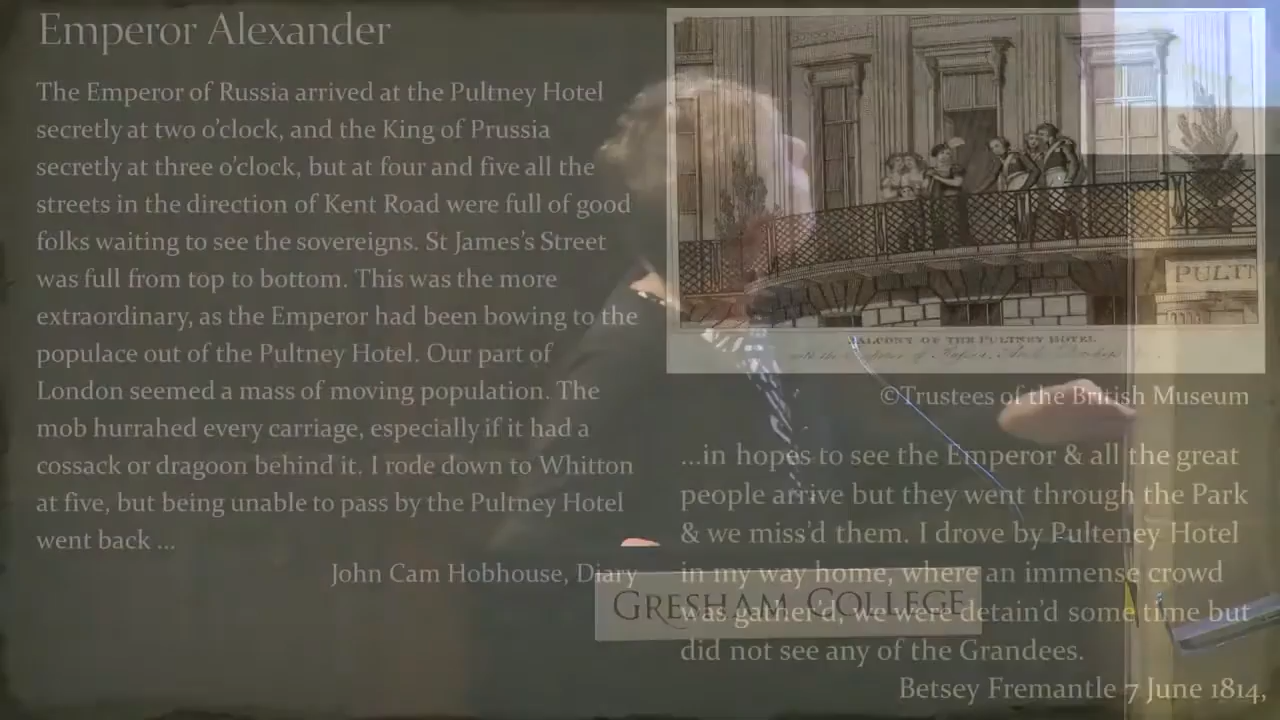 Emperor Alexander
The Emperor of Russia arrived at the Pultney Hotel
secretly at two o'clock, and the King of Prussia
secretly at three o'clock, but at four and five all the
streets in the direction of Kent Road were full of good
folks waiting to see the sovereigns. St James's Street
was full from top to bottom. This was the more
extraordinary, as the Emperor had been bowing to the
populace out of the Pultney Hotel. Our part of
London seemed a mass of moving population. The
mob hurrahed every carriage, especially if it had a
cossack or dragoon behind it. I rode down to Whitton
at five, but being unable to pass by the Pultney Hotel
went back ...
John Cam Hobhouse, Diary
PULTN
BALCONY OF THE PULTNEY HOTEL
©Trustees of the British Museum
...in hopes to see the Emperor & all the great
people arrive but they went through the Park
& we miss'd them. I drove by Pulteney Hotel
in my way home, where an immense crowd
was gather'd, we were detain'd some time but
did not see any of the Grandees.
Betsey Fremantle 7 June 1814,
GRESHAM COLLEGE